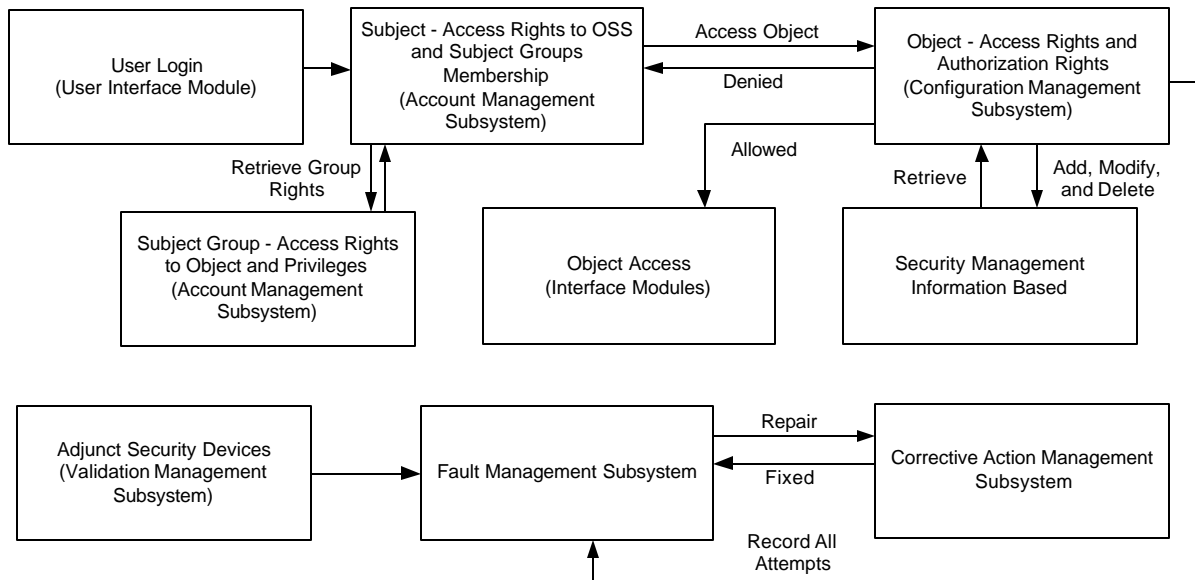 User Login
(User Interface Module)
Subject - Access Rights to OSS
and Subject Groups
Membership
(Account Management
Subsystem)
Access Object
Denied
Object - Access Rights and
Authorization Rights
(Configuration Management
Subsystem)
Retrieve Group
Rights
Allowed
Retrieve
Add, Modify,
and Delete
Subject Group - Access Rights
to Object and Privileges
(Account Management
Subsystem)
Object Access
(Interface Modules)
Security Management
Information Based
Adjunct Security Devices
(Validation Management
Subsystem)
Fault Management Subsystem
Repair
Fixed
Corrective Action Management
Subsystem
Record All
Attempts